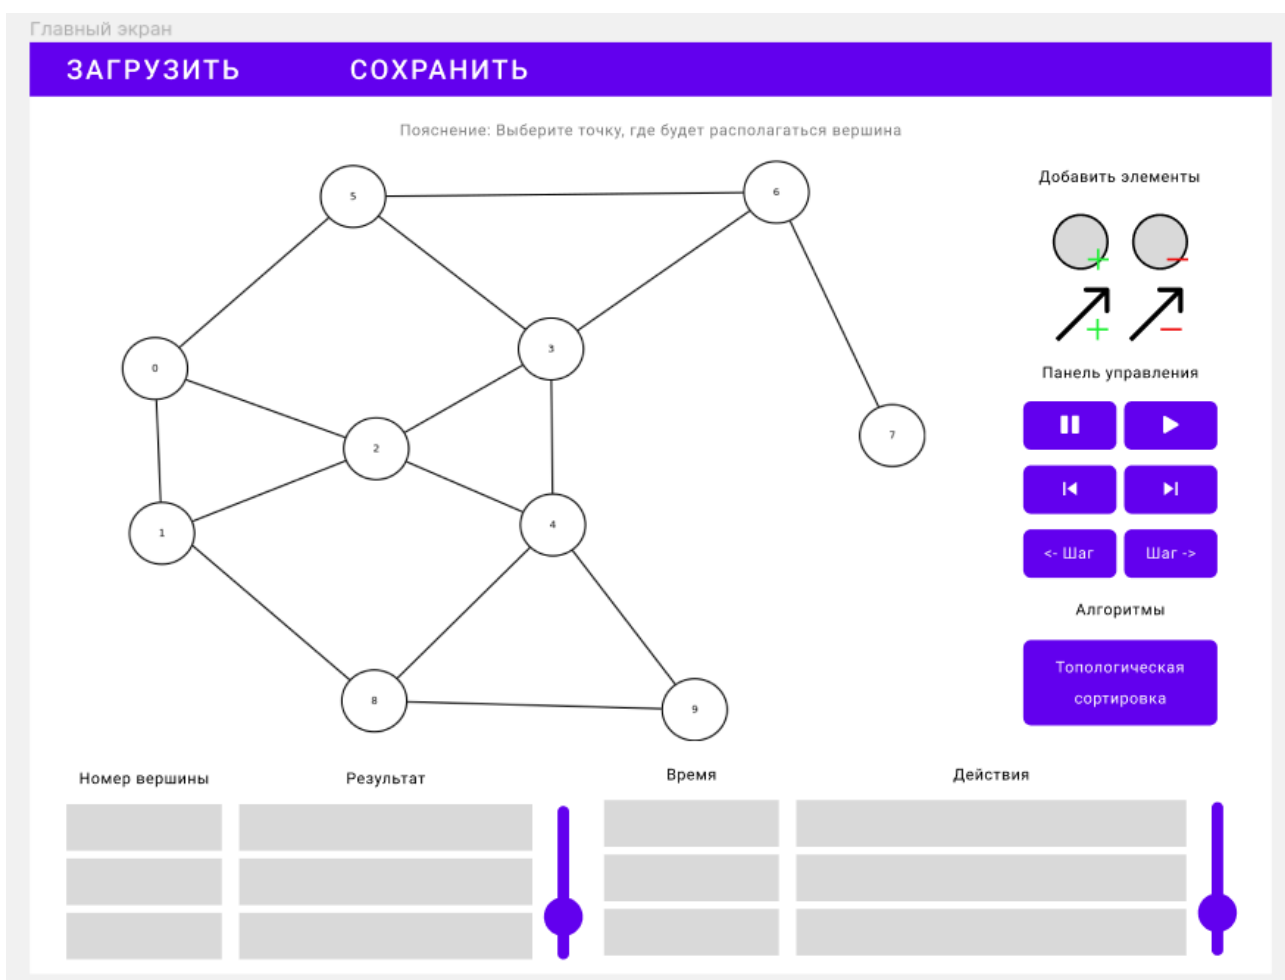 Главный экран
ЗАГРУЗИТЬ СОХРАНИТЬ
Пояснение: Выберите точку, где будет располагаться вершина
5
6
0
3
2
7
1
4
8
9
Добавить элементы
Панель управления
<- Шаг
Шаг ->
Алгоритмы
Топологическая
сортировка
Номер вершины
Результат
Время
Действия